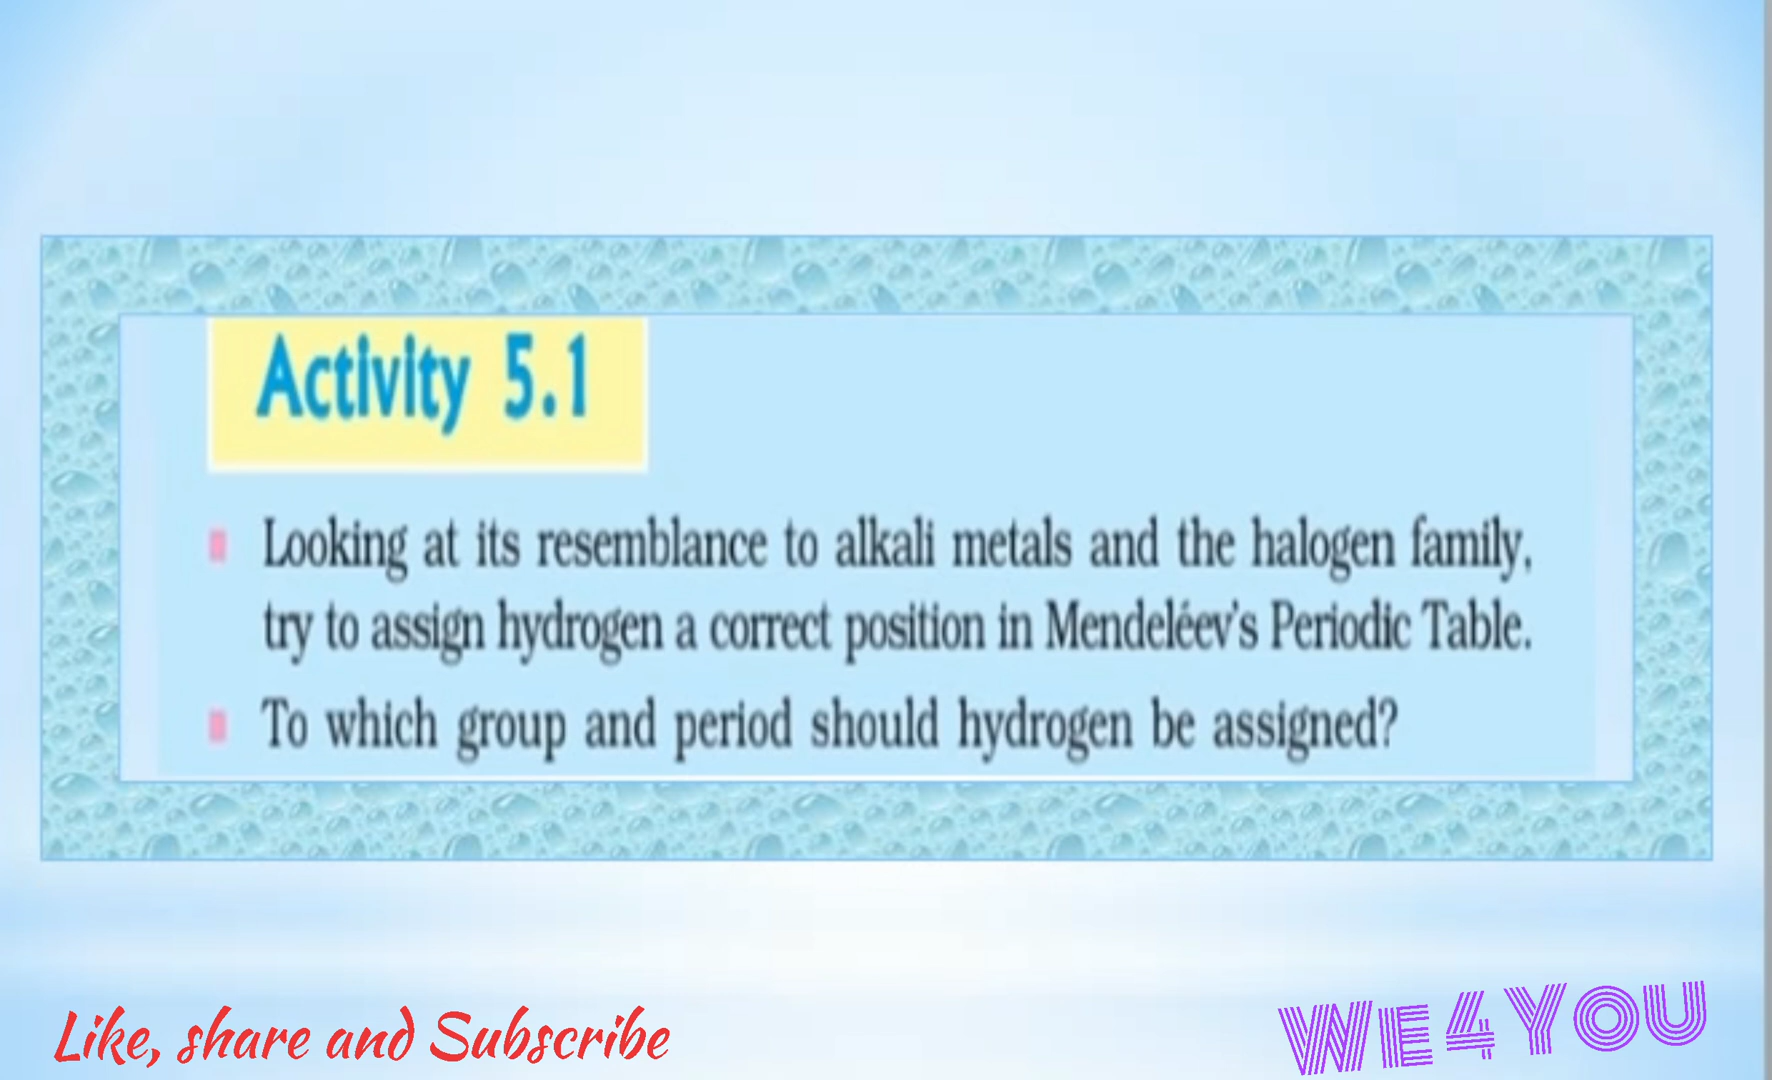 Activity 5.1
Looking at its resemblance to alkali metals and the halogen family,
try to assign hydrogen a correct position in Mendeléev's Periodic Table.
To which group and period should hydrogen be assigned?
Like, share and Subscribe
WE4YOU